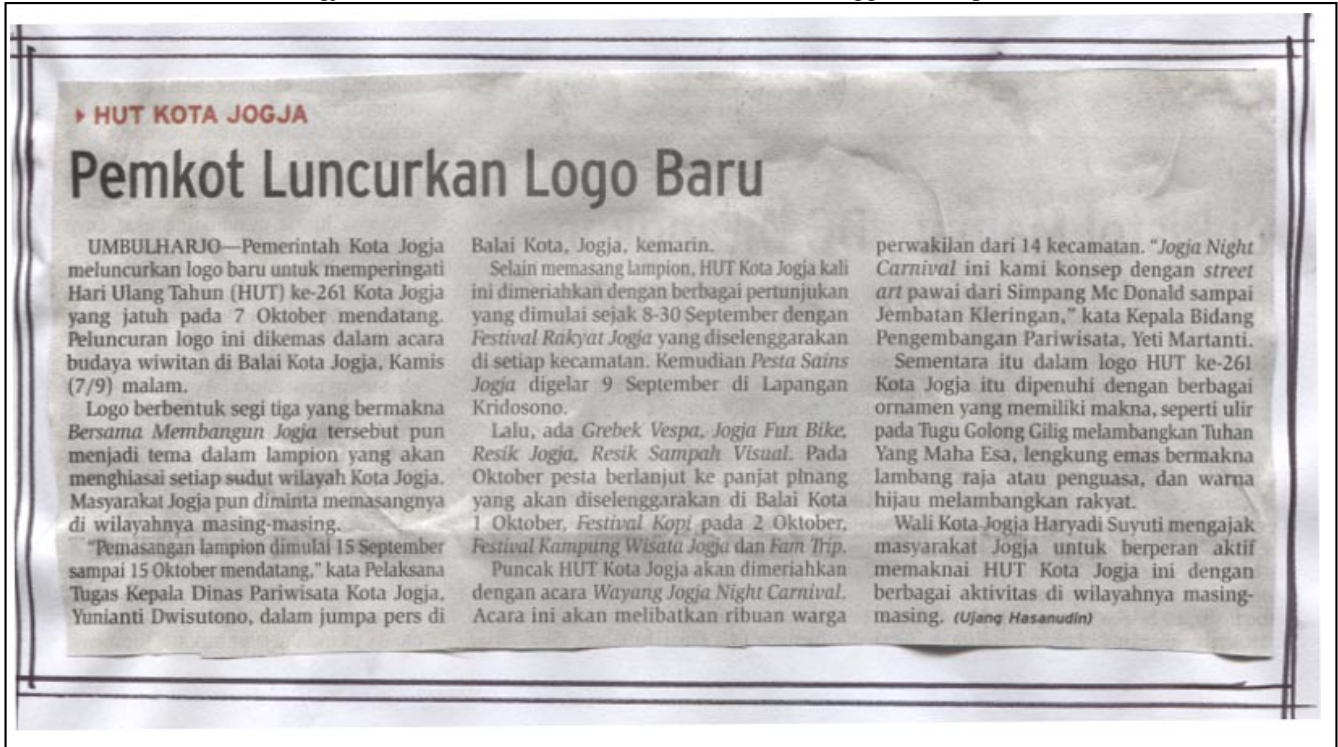 HUT KOTA JOGJA
Pemkot Luncurkan Logo Baru
UMBULHARJO—Pemerintah Kota Jogja
meluncurkan logo baru untuk memperingati
Hari Ulang Tahun (HUT) ke-261 Kota Jogja
yang jatuh pada 7 Oktober mendatang.
Peluncuran logo ini dikemas dalam acara
budaya wiwitan di Balai Kota Jogja, Kamis
(7/9) malam.
Logo berbentuk segi tiga yang bermakna
Bersama Membangun Jogja tersebut pun
menjadi tema dalam lampion yang akan
menghiasai setiap sudut wilayah Kota Jogja.
Masyarakat Jogja pun diminta memasangnya
di wilayahnya masing-masing.
"Pemasangan lampion dimulai 15 September
sampai 15 Oktober mendatang," kata Pelaksana
Tugas Kepala Dinas Pariwisata Kota Jogja,
Yunianti Dwisutono, dalam jumpa pers di
Balai Kota, Jogja, kemarin.
Selain memasang lampion, HUT Kota Jogja kali
ini dimeriahkan dengan berbagai pertunjukan
yang dimulai sejak 8-30 September dengan
Festival Rakyat Jogja yang diselenggarakan
di setiap kecamatan. Kemudian Pesta Sains
Jogja digelar 9 September di Lapangan
Kridosono.
Lalu, ada Grebek Vespa, Jogja Fun Bike,
Resik Jogja, Resik Sampah Visual. Pada
Oktober pesta berlanjut ke panjat pinang
yang akan diselenggarakan di Balai Kota
1 Oktober, Festival Kopi pada 2 Oktober,
Festival Kampung Wisata Jogja dan Fam Trip.
Puncak HUT Kota Jogja akan dimeriahkan
dengan acara Wayang Jogja Night Carnival.
Acara ini akan melibatkan ribuan warga
perwakilan dari 14 kecamatan. "Jogja Night
Carnival ini kami konsep dengan street
art pawai dari Simpang Mc Donald sampai
Jembatan Kleringan," kata Kepala Bidang
Pengembangan Pariwisata, Yeti Martanti.
Sementara itu dalam logo HUT ke-261
Kota Jogja itu dipenuhi dengan berbagai
ornamen yang memiliki makna, seperti ulir
pada Tugu Golong Gilig melambangkan Tuhan
Yang Maha Esa, lengkung emas bermakna
lambang raja atau penguasa, dan warna
hijau melambangkan rakyat.
Wali Kota Jogja Haryadi Suyuti mengajak
masyarakat Jogja untuk berperan aktif
memaknai HUT Kota Jogja ini dengan
berbagai aktivitas di wilayahnya masing-
masing. (Ujang Hasanudin)